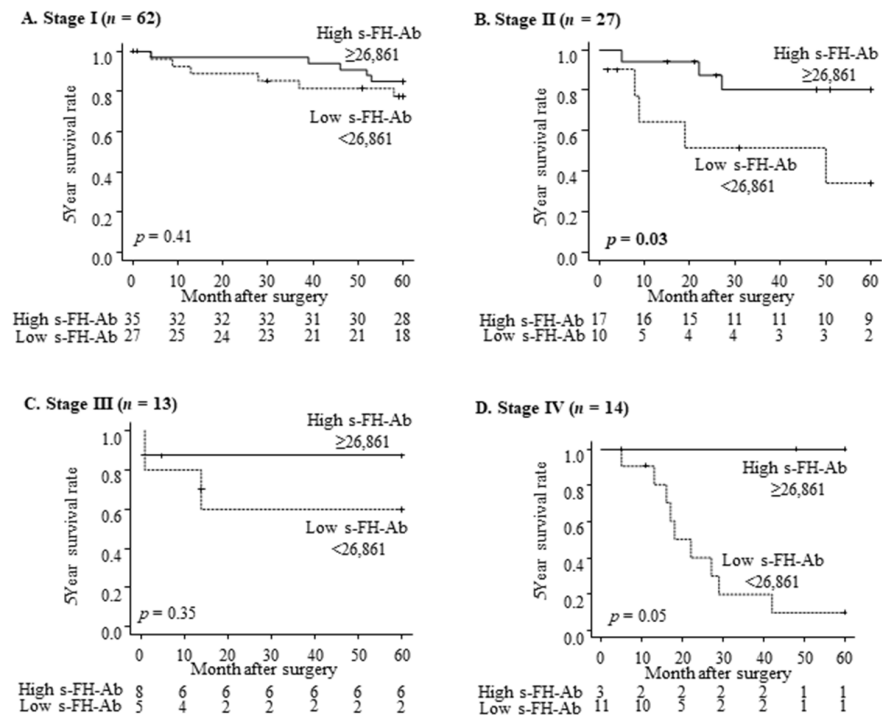 A. Stage I (n = 62)
High s-FH-Ab
≥26,861
1.0
0.8
0.6
0.4
0.2
0.0
5Year survival rate
Low s-FH-Ab
<26,861
p = 0.41
0 10 20 30 40 50 60
Month after surgery
High s-FH-Ab 35 32 32 32 31 30 28
Low s-FH-Ab 27 25 24 23 21 21 18
B. Stage II (n = 27)
High s-FH-Ab
≥26,861
1.0
0.8
0.6
0.4
0.2
0.0
5Year survival rate
Low s-FH-Ab
<26,861
p = 0.03
0 10 20 30 40 50 60
Month after surgery
High s-FH-Ab 17 16 15 11 11 10 9
Low s-FH-Ab 10 5 4 4 3 3 2
C. Stage III (n = 13)
High s-FH-Ab
≥26,861
1.0
0.8
0.6
0.4
0.2
0.0
5Year survival rate
Low s-FH-Ab
<26,861
p = 0.35
0 10 20 30 40 50 60
Month after surgery
High s-FH-Ab 8 6 6 6 6 6 6
Low s-FH-Ab 5 4 2 2 2 2 2
D. Stage IV (n = 14)
1.0
0.8
0.6
0.4
0.2
0.0
5Year survival rate
High s-FH-Ab
≥26,861
Low s-FH-Ab
<26,861
p = 0.05
0 10 20 30 40 50 60
Month after surgery
High s-FH-Ab 3 2 2 2 2 1 1
Low s-FH-Ab 11 10 5 2 2 1 1